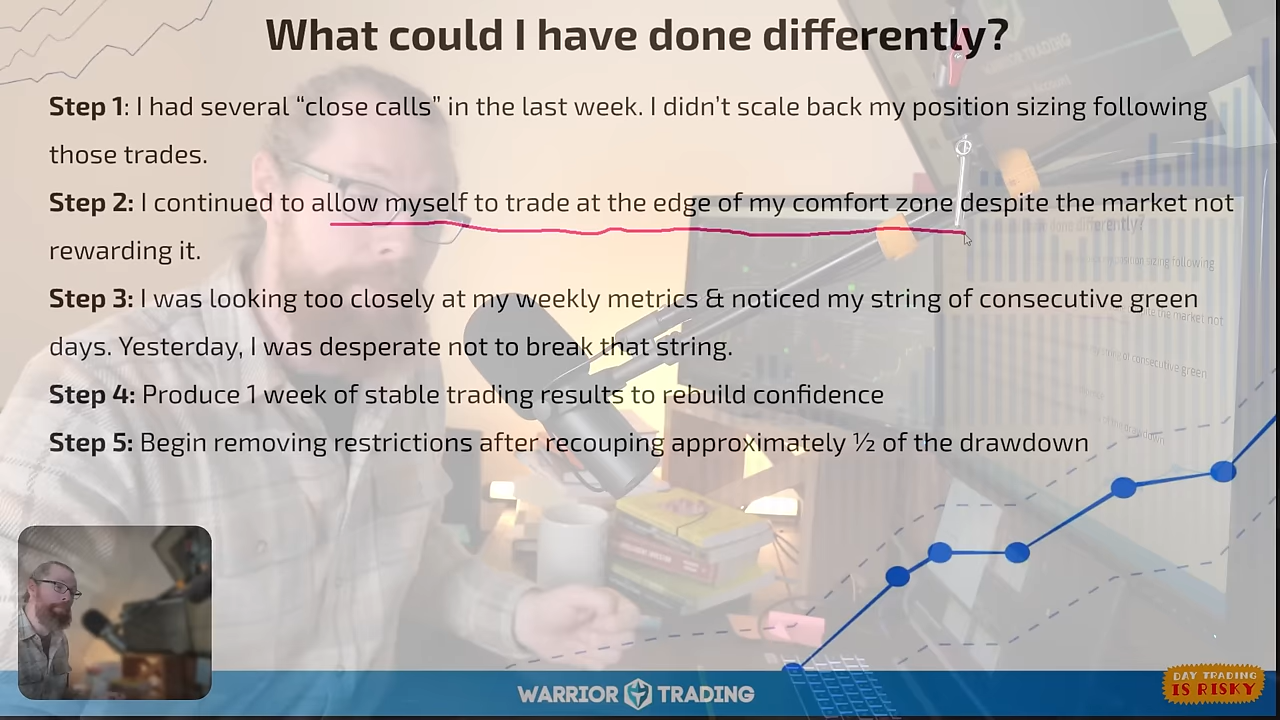 What could I have done differently?
Step 1: I had several “close calls” in the last week. I didn’t scale back my position sizing following
those trades.
Step 2: I continued to allow myself to trade at the edge of my comfort zone despite the market not
rewarding it.
Step 3: I was looking too closely at my weekly metrics & noticed my string of consecutive green
days. Yesterday, I was desperate not to break that string.
Step 4: Produce 1 week of stable trading results to rebuild confidence
Step 5: Begin removing restrictions after recouping approximately ½ of the drawdown
WARRIOR TRADING
DAY TRADING
IS RISKY